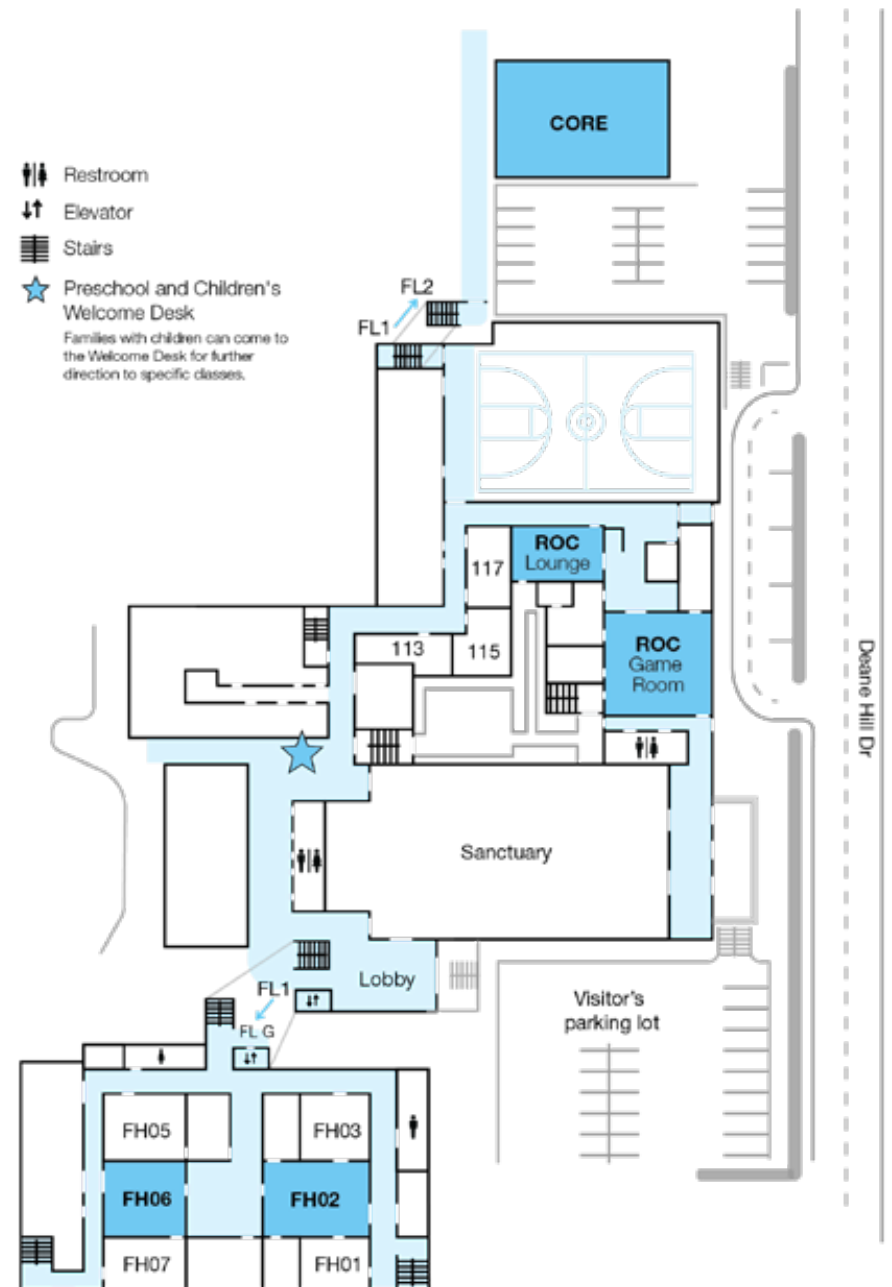 CORE
Restroom
Elevator
Stairs
Preschool and Children's
Welcome Desk
Families with children can come to
the Welcome Desk for further
direction to specific classes.
FL2
FL1
ROC
Lounge
117
113
115
ROC
Game
Room
Deane Hill Dr
Sanctuary
Lobby
FL1
FL G
Visitor's
parking lot
FH05
FH03
FH06
FH02
FH07
FH01